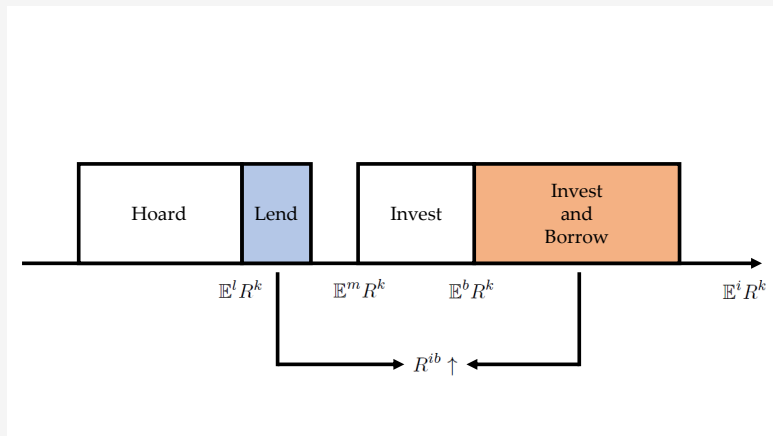 Hoard
Lend
Invest
Invest
and
Borrow
𝔼^l R^k
𝔼^m R^k
𝔼^b R^k
𝔼^i R^k
R^{ib} ↑